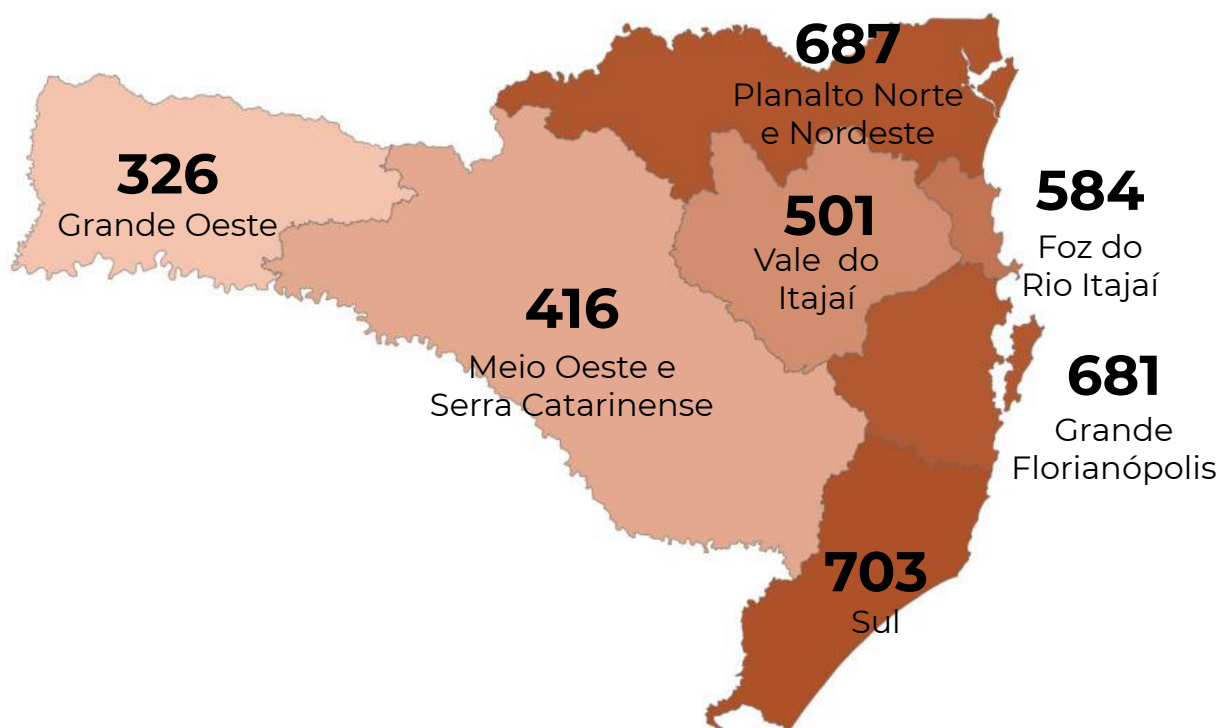 687
Planalto Norte
e Nordeste
326
Grande Oeste
501
Vale do
Itajaí
584
Foz do
Rio Itajaí
416
Meio Oeste e
Serra Catarinense
681
Grande
Florianópolis
703
Sul